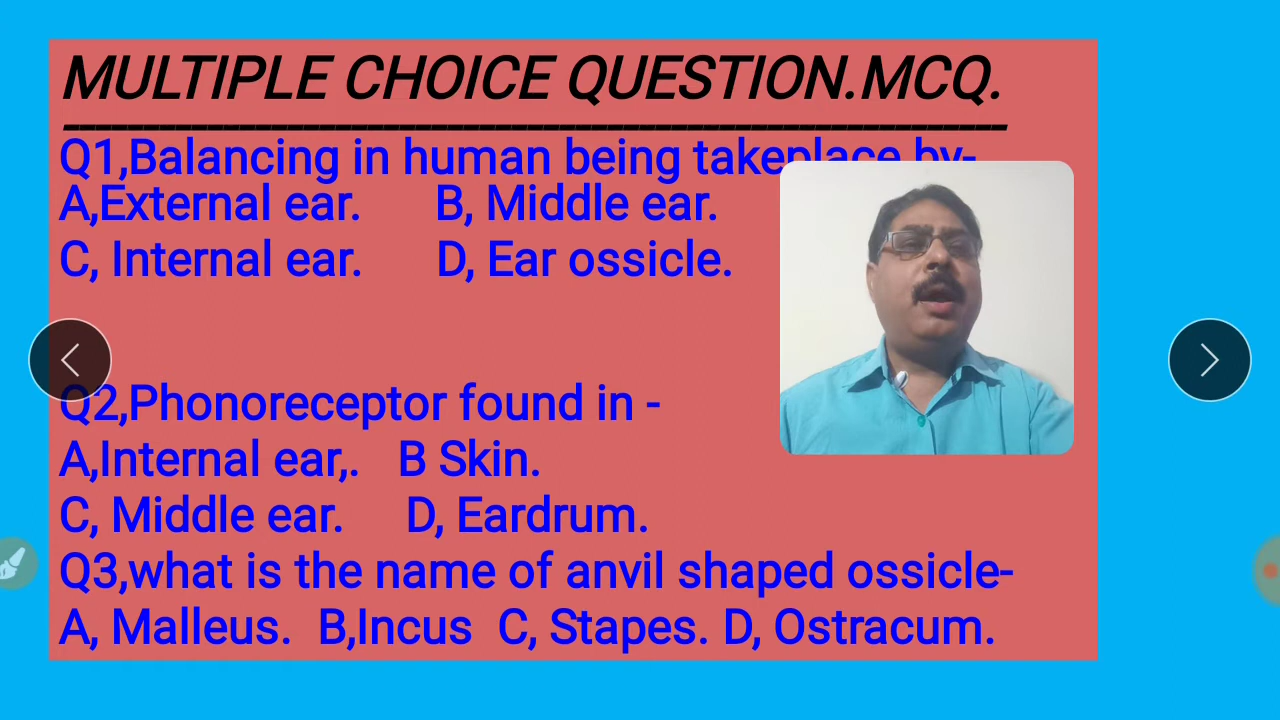 MULTIPLE CHOICE QUESTION.MCQ.
Q1,Balancing in human being takeplace by-
A,External ear. B, Middle ear.
C, Internal ear. D, Ear ossicle.
Q2,Phonoreceptor found in -
A,Internal ear,. B Skin.
C, Middle ear. D, Eardrum.
Q3,what is the name of anvil shaped ossicle-
A, Malleus. B,Incus C, Stapes. D, Ostracum.